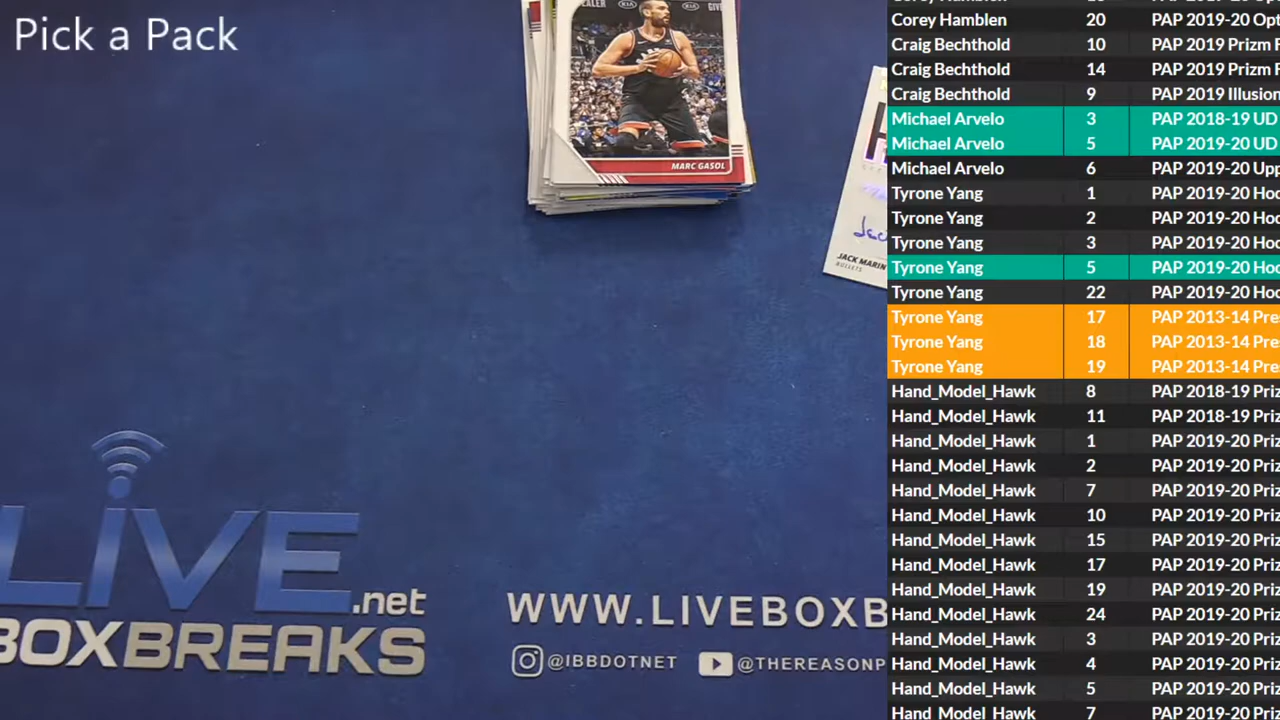 Pick a Pack
MARC GASOL
JACK MARIN
BULLETS
LIVE
.net
BOXBREAKS
WWW.LIVEBOXB
@IBBDOTNET
@THEREASONP
Corey Hamblen 20 PAP 2019-20 Opt
Craig Bechthold 10 PAP 2019 Prizm F
Craig Bechthold 14 PAP 2019 Prizm F
Craig Bechthold 9 PAP 2019 Illusion
Michael Arvelo 3 PAP 2018-19 UD
Michael Arvelo 5 PAP 2019-20 UD
Michael Arvelo 6 PAP 2019-20 Upp
Tyrone Yang 1 PAP 2019-20 Hoo
Tyrone Yang 2 PAP 2019-20 Hoo
Tyrone Yang 3 PAP 2019-20 Hoo
Tyrone Yang 5 PAP 2019-20 Hoo
Tyrone Yang 22 PAP 2019-20 Hoo
Tyrone Yang 17 PAP 2013-14 Pres
Tyrone Yang 18 PAP 2013-14 Pres
Tyrone Yang 19 PAP 2013-14 Pres
Hand_Model_Hawk 8 PAP 2018-19 Priz
Hand_Model_Hawk 11 PAP 2018-19 Priz
Hand_Model_Hawk 1 PAP 2019-20 Priz
Hand_Model_Hawk 2 PAP 2019-20 Priz
Hand_Model_Hawk 7 PAP 2019-20 Priz
Hand_Model_Hawk 10 PAP 2019-20 Priz
Hand_Model_Hawk 15 PAP 2019-20 Priz
Hand_Model_Hawk 17 PAP 2019-20 Priz
Hand_Model_Hawk 19 PAP 2019-20 Priz
Hand_Model_Hawk 24 PAP 2019-20 Priz
Hand_Model_Hawk 3 PAP 2019-20 Priz
Hand_Model_Hawk 4 PAP 2019-20 Priz
Hand_Model_Hawk 5 PAP 2019-20 Priz
Hand_Model_Hawk 7 PAP 2019-20 Priz